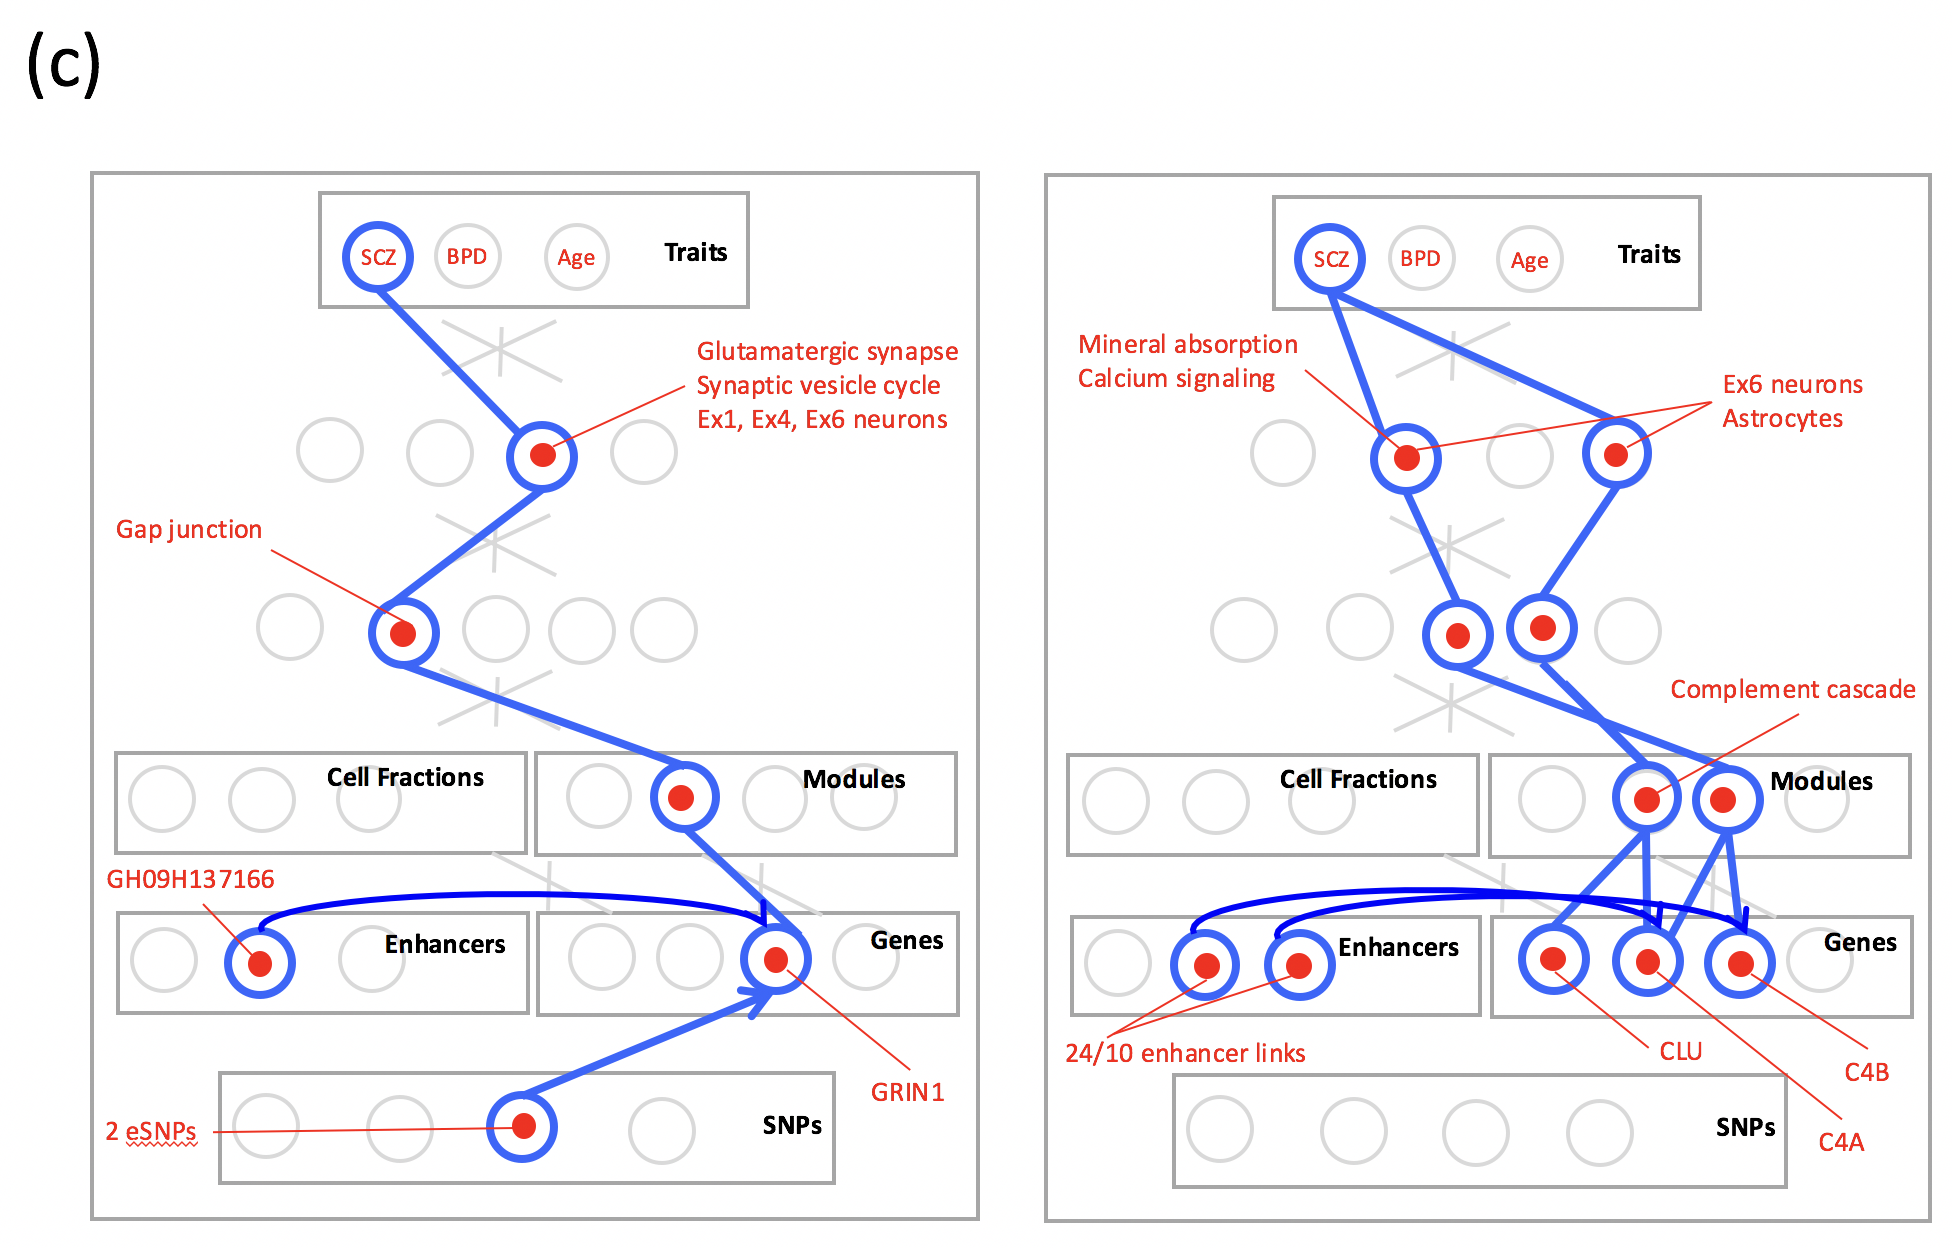 (c)
SCZ
BPD
Age
Traits
Glutamatergic synapse
Synaptic vesicle cycle
Ex1, Ex4, Ex6 neurons
Gap junction
Cell Fractions
Modules
GH09H137166
Enhancers
Genes
GRIN1
2 eSNPs
SNPs
SCZ
BPD
Age
Traits
Mineral absorption
Calcium signaling
Ex6 neurons
Astrocytes
Complement cascade
Cell Fractions
Modules
Enhancers
Genes
24/10 enhancer links
CLU
C4B
C4A
SNPs